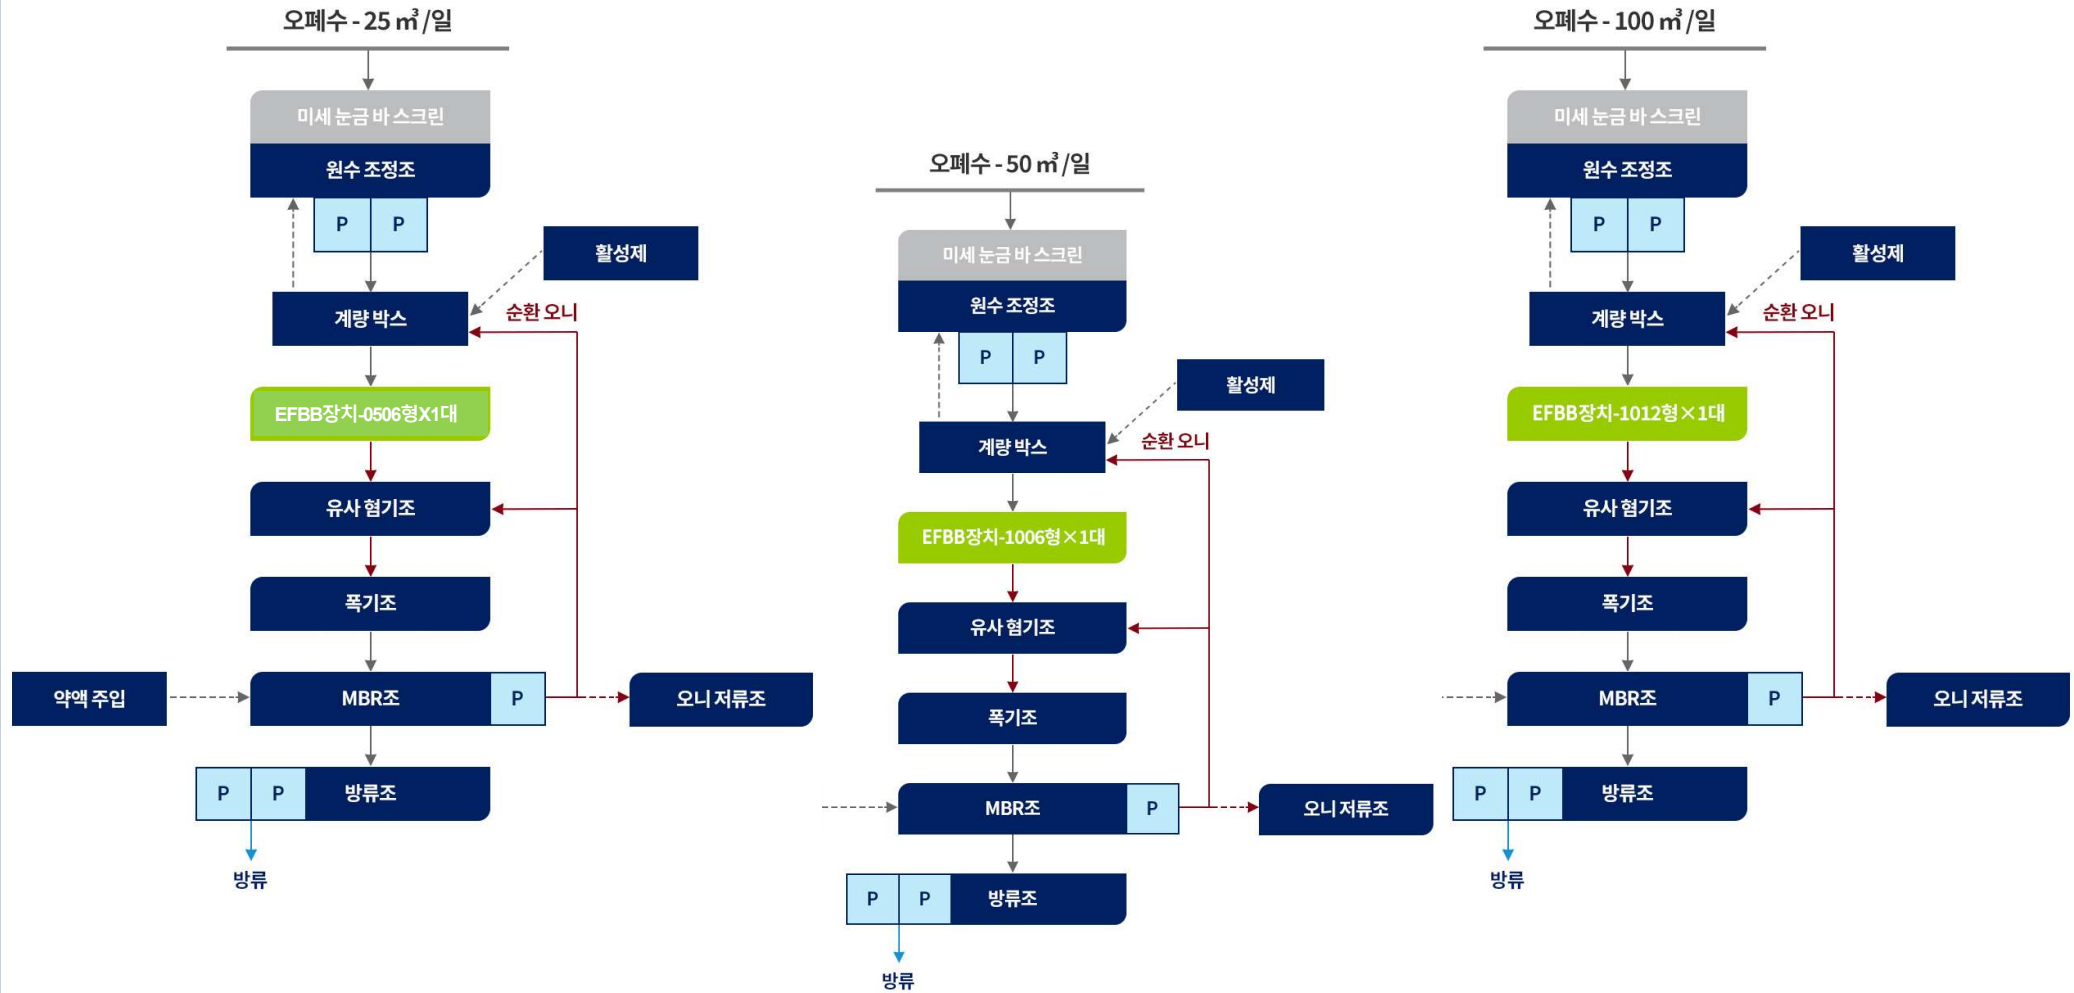 오폐수 - 25 ㎥/일
미세 눈금 바 스크린
원수 조정조
P P
활성제
계량 박스
순환 오니
EFBB장치-0506형X1대
유사 혐기조
폭기조
약액 주입
MBR조
P
오니 저류조
P P
방류조
방류
오폐수 - 50 ㎥/일
미세 눈금 바 스크린
원수 조정조
P P
활성제
계량 박스
순환 오니
EFBB장치-1006형×1대
유사 혐기조
폭기조
MBR조
P
오니 저류조
P P
방류조
방류
오폐수 - 100 ㎥/일
미세 눈금 바 스크린
원수 조정조
P P
활성제
계량 박스
순환 오니
EFBB장치-1012형×1대
유사 혐기조
폭기조
MBR조
P
오니 저류조
P P
방류조
방류